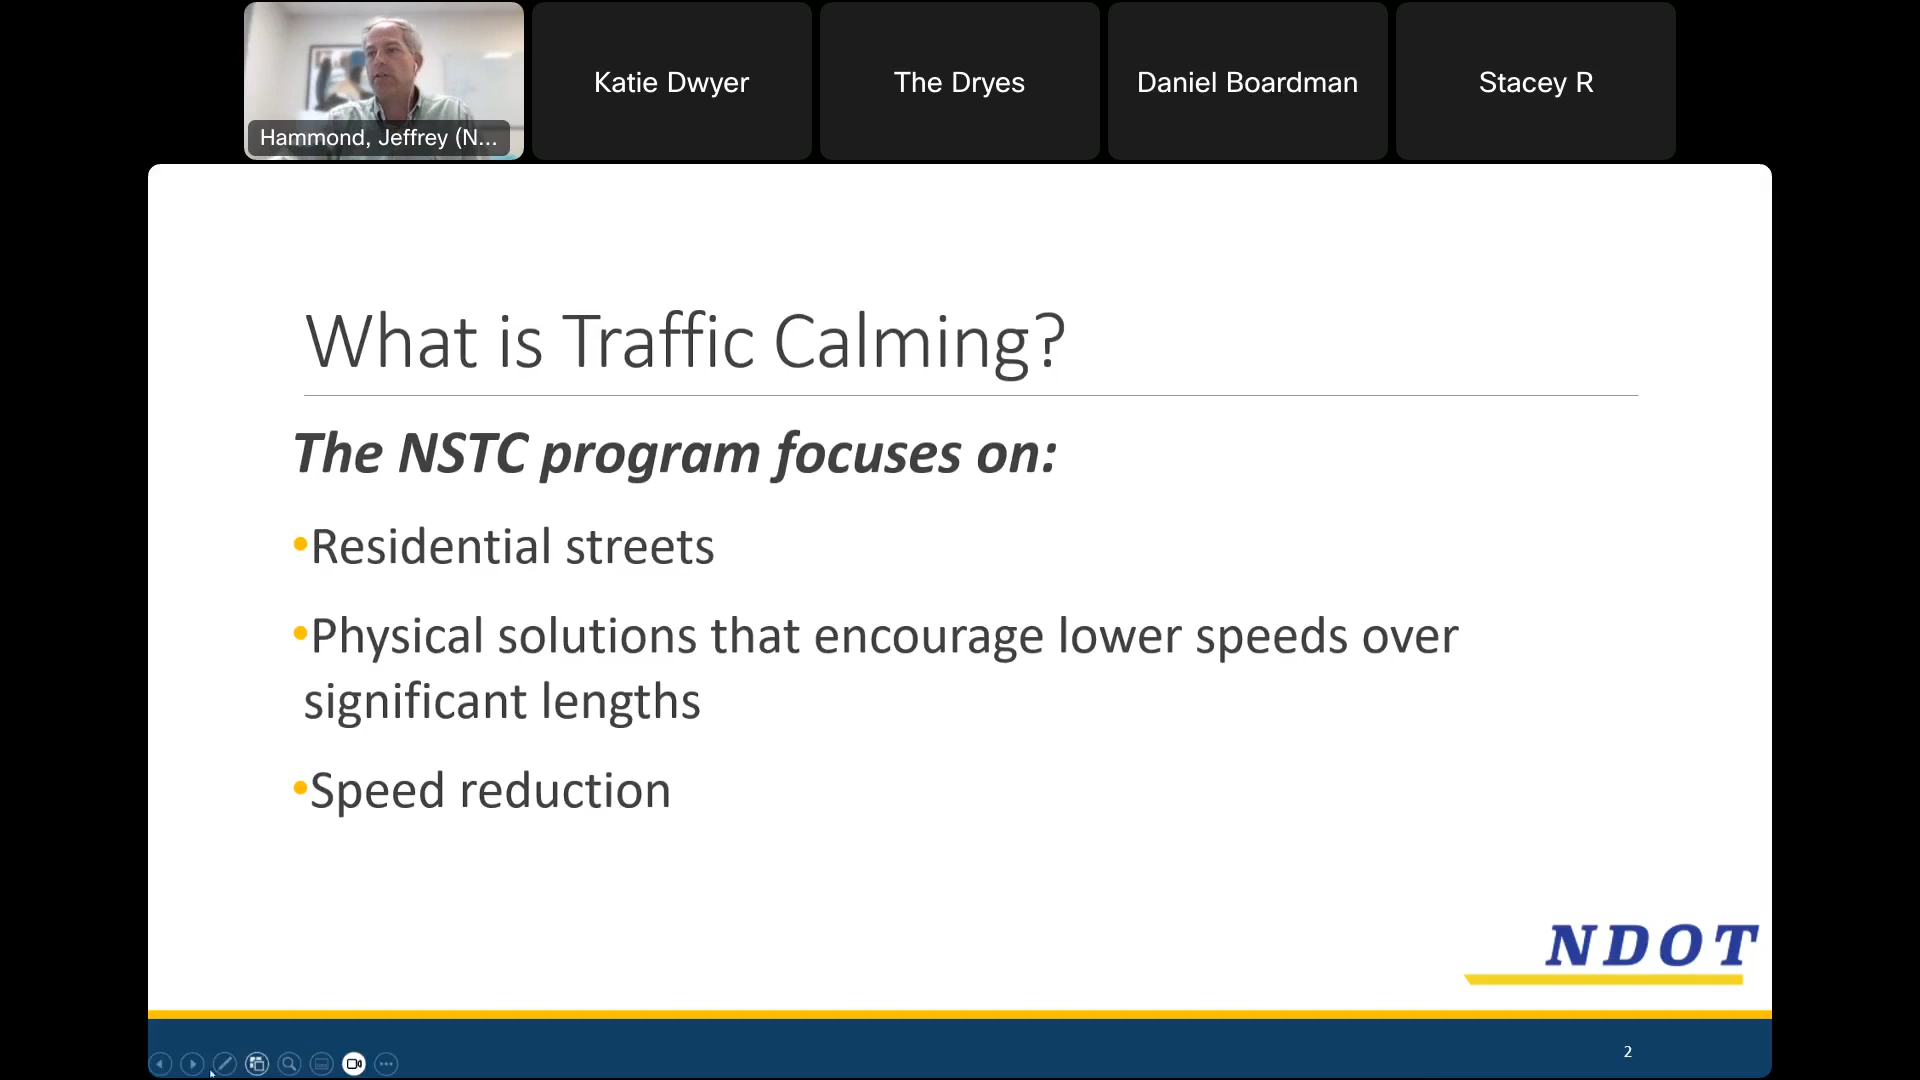 Hammond, Jeffrey (N...
Katie Dwyer
The Dryes
Daniel Boardman
Stacey R
What is Traffic Calming?
The NSTC program focuses on:
•Residential streets
•Physical solutions that encourage lower speeds over
significant lengths
•Speed reduction
NDOT
2